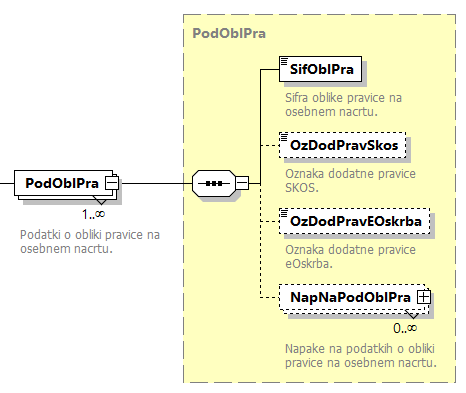 PodOblPra
SifOblPra
Sifra oblike pravice na
osebnem nacrtu.
OzDodPravSkos
Oznaka dodatne pravice
SKOS.
PodOblPra
1..∞
Podatki o obliki pravice na
osebnem nacrtu.
OzDodPravEOskrba
Oznaka dodatne pravice
eOskrba.
NapNaPodOblPra
0..∞
Napake na podatkih o obliki
pravice na osebnem nacrtu.